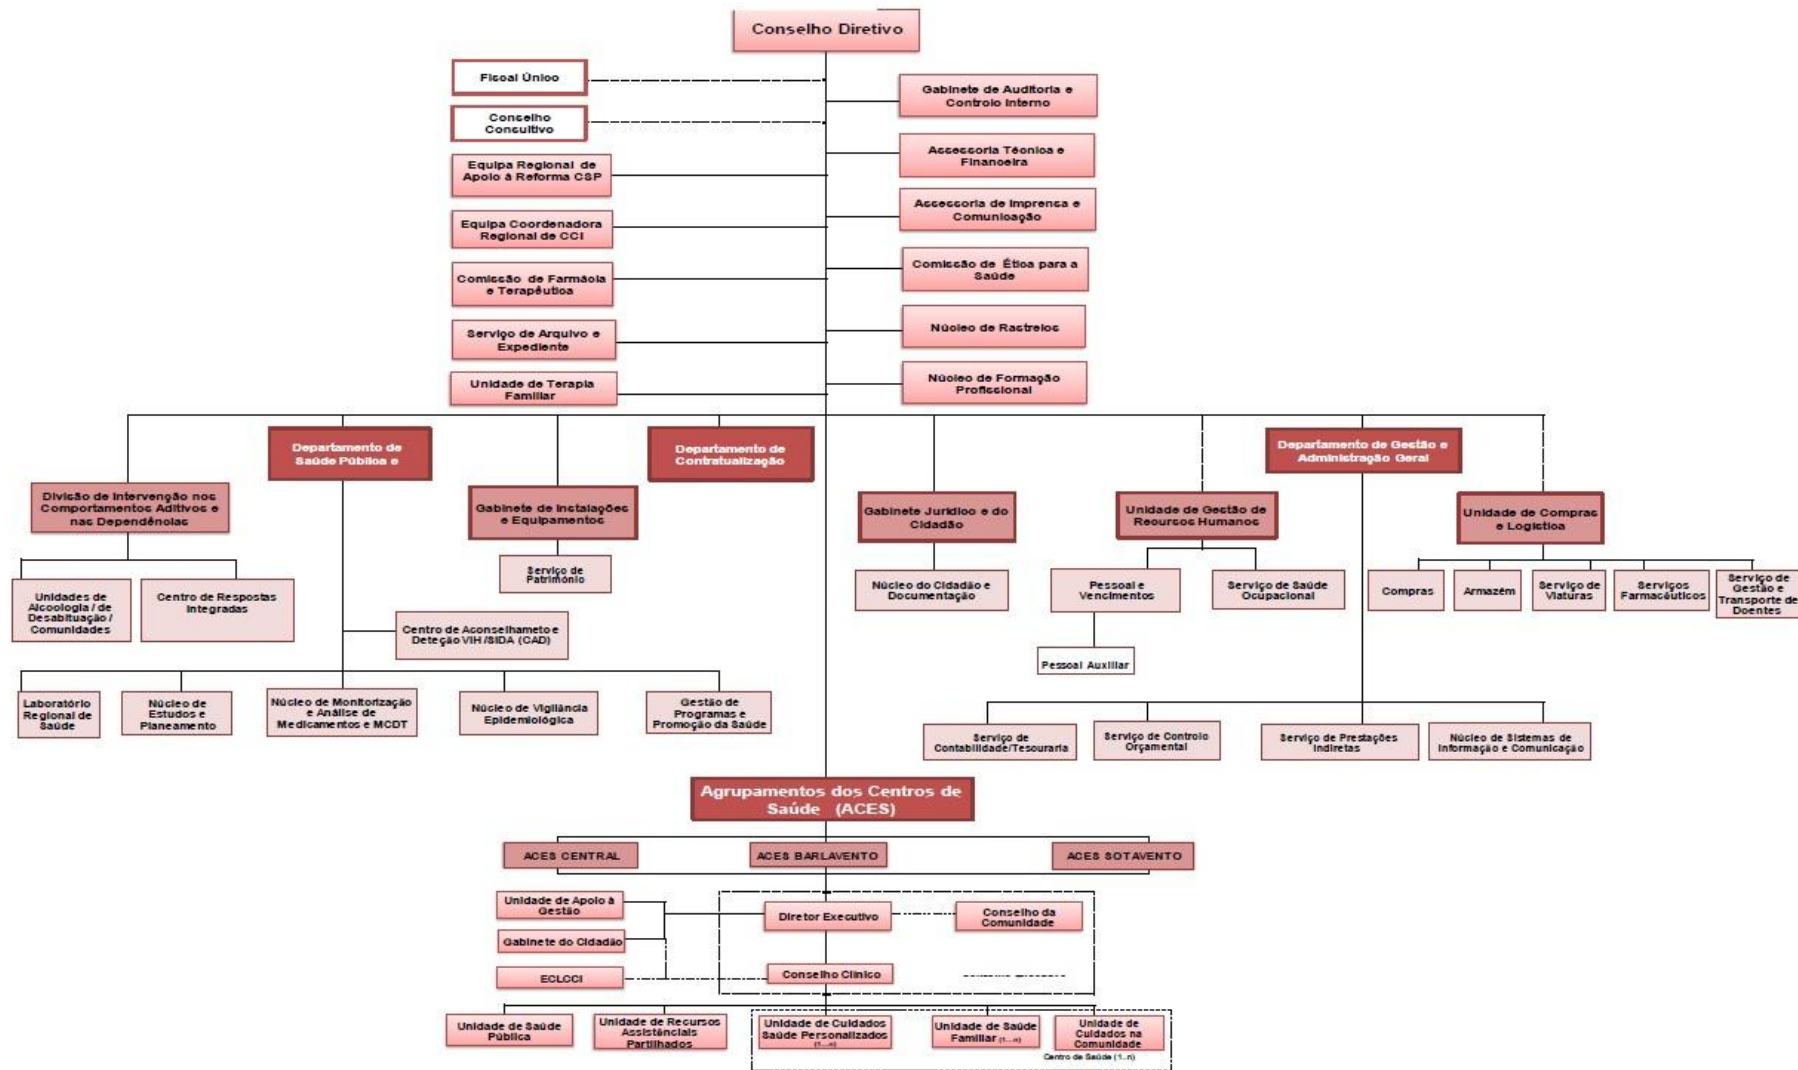 Conselho Diretivo
Fiscal Único
Gabinete de Auditoria e
Controlo Interno
Conselho
Consultivo
Assessoria Técnica e
Financeira
Equipa Regional de
Apoio à Reforma CSP
Assessoria de Imprensa e
Comunicação
Equipa Coordenadora
Regional de CCI
Comissão de Ética para a
Saúde
Comissão de Farmácia
e Terapêutica
Núcleo de Rastreios
Serviço de Arquivo e
Expediente
Núcleo de Formação
Profissional
Unidade de Terapia
Familiar
Departamento de
Saúde Pública e
Departamento de
Contratualização
Departamento de Gestão e
Administração Geral
Divisão de Intervenção nos
Comportamentos Aditivos e
nas Dependências
Gabinete de Instalações
e Equipamentos
Gabinete Jurídico e do
Cidadão
Unidade de Gestão de
Recursos Humanos
Unidade de Compras
e Logística
Unidades de
Alcoologia / de
Desabituação /
Comunidades
Centro de Respostas
Integradas
Serviço de
Património
Núcleo do Cidadão e
Documentação
Pessoal e
Vencimentos
Serviço de Saúde
Ocupacional
Compras
Armazém
Serviço de
Viaturas
Serviços
Farmacêuticos
Serviço de
Gestão e
Transporte de
Doentes
Centro de Aconselhameto e
Deteção VIH /SIDA (CAD)
Pessoal Auxiliar
Laboratório
Regional de
Saúde
Núcleo de
Estudos e
Planeamento
Núcleo de Monitorização
e Análise de
Medicamentos e MCDT
Núcleo de Vigilância
Epidemiológica
Gestão de
Programas e
Promoção da Saúde
Serviço de
Contabilidade/Tesouraria
Serviço de Controlo
Orçamental
Serviço de Prestações
Indiretas
Núcleo de Sistemas de
Informação e Comunicação
Agrupamentos dos Centros de
Saúde (ACES)
ACES CENTRAL
ACES BARLAVENTO
ACES SOTAVENTO
Unidade de Apoio à
Gestão
Diretor Executivo
Conselho da
Comunidade
Gabinete do Cidadão
ECLCCI
Conselho Clínico
Unidade de Saúde
Pública
Unidade de Recursos
Assistênciais
Partilhados
Unidade de Cuidados
Saúde Personalizados
(1...n)
Unidade de Saúde
Familiar (1...n)
Unidade de
Cuidados na
Comunidade
Centro de Saúde (1..n)